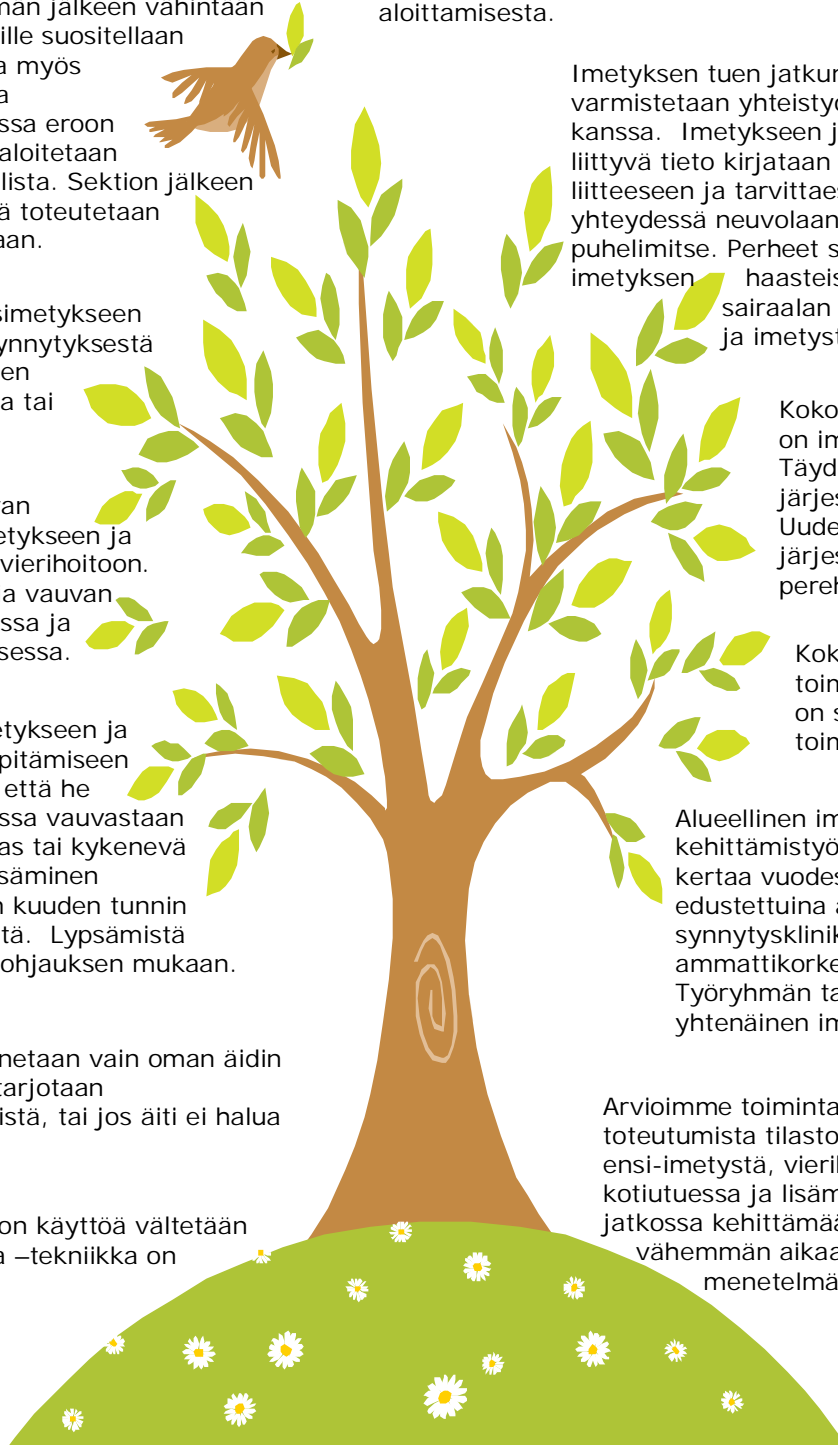 man jälkeen vähintään
ille suositellaan
a myös
a
ssa eroon
aloitetaan
lista. Sektion jälkeen
ä toteutetaan
aan.
simetykseen
ynnytyksestä
en
a tai
ran
etykseen ja
vierihoitoon.
a vauvan
ssa ja
sessa.
etykseen ja
pitämiseen
että he
ssa vauvastaan
as tai kykenevä
säminen
n kuuden tunnin
tä. Lypsämistä
ohjauksen mukaan.
netaan vain oman äidin
tarjotaan
istä, tai jos äiti ei halua
on käyttöä vältetään
a –tekniikka on
aloittamisesta.
Imetyksen tuen jatkum
varmistetaan yhteistyö
kanssa. Imetykseen j
liittyvä tieto kirjataan
liitteeseen ja tarvittaes
yhteydessä neuvolaan
puhelimitse. Perheet s
imetyksen haasteis
sairaalan
ja imetyst
Koko
on im
Täyd
järjes
Uude
järjes
pereh
Kok
toin
on s
toin
Alueellinen im
kehittämistyö
kertaa vuodes
edustettuina a
synnytysklinik
ammattikorke
Työryhmän ta
yhtenäinen im
Arvioimme toiminta
toteutumista tilasto
ensi-imetystä, vieril
kotiutuessa ja lisäm
jatkossa kehittämää
vähemmän aikaa
menetelmä